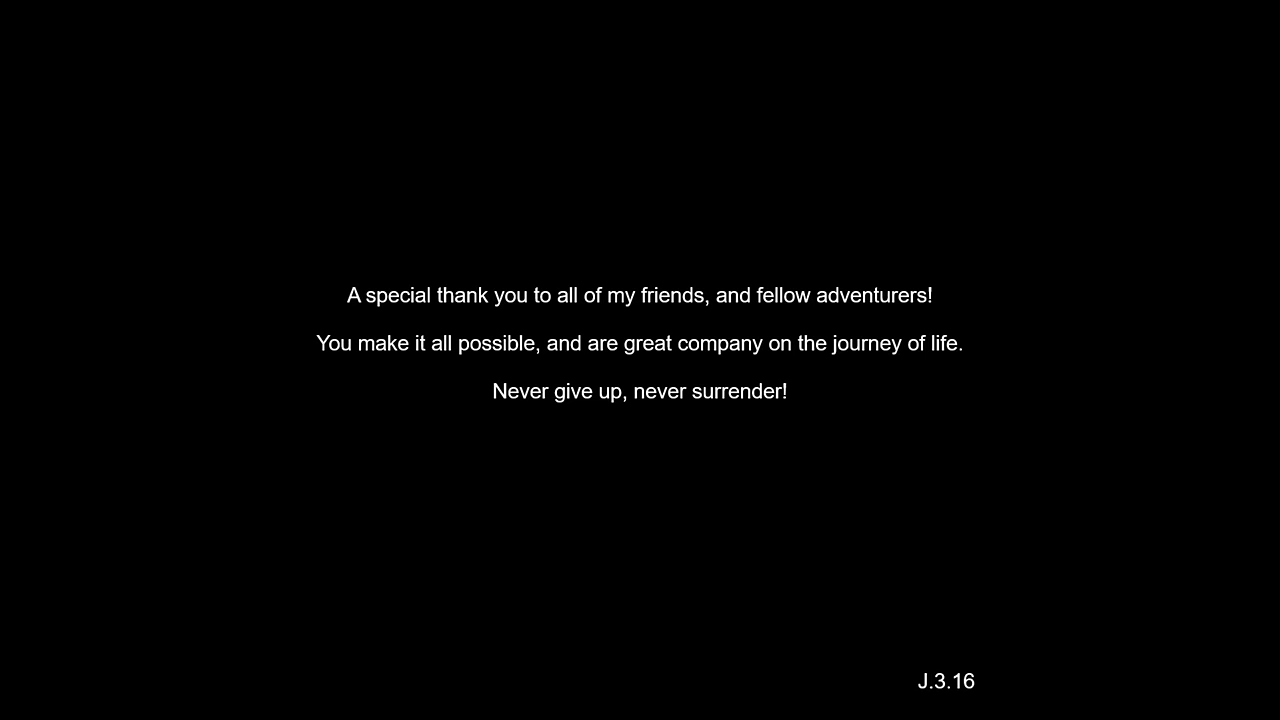 A special thank you to all of my friends, and fellow adventurers!
You make it all possible, and are great company on the journey of life.
Never give up, never surrender!
J.3.16